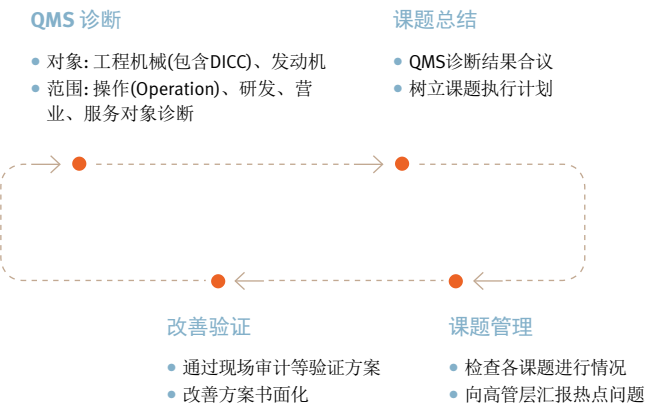 QMS 诊断
• 对象: 工程机械(包含DICC)、发动机
• 范围: 操作(Operation)、研发、营
业、服务对象诊断
课题总结
• QMS诊断结果合议
• 树立课题执行计划
改善验证
• 通过现场审计等验证方案
• 改善方案书面化
课题管理
• 检查各课题进行情况
• 向高管层汇报热点问题